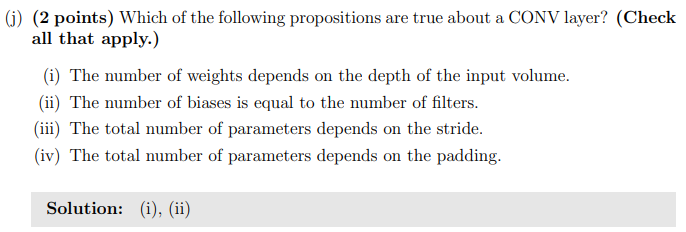 (j) (2 points) Which of the following propositions are true about a CONV layer? (Check
all that apply.)
(i) The number of weights depends on the depth of the input volume.
(ii) The number of biases is equal to the number of filters.
(iii) The total number of parameters depends on the stride.
(iv) The total number of parameters depends on the padding.
Solution: (i), (ii)